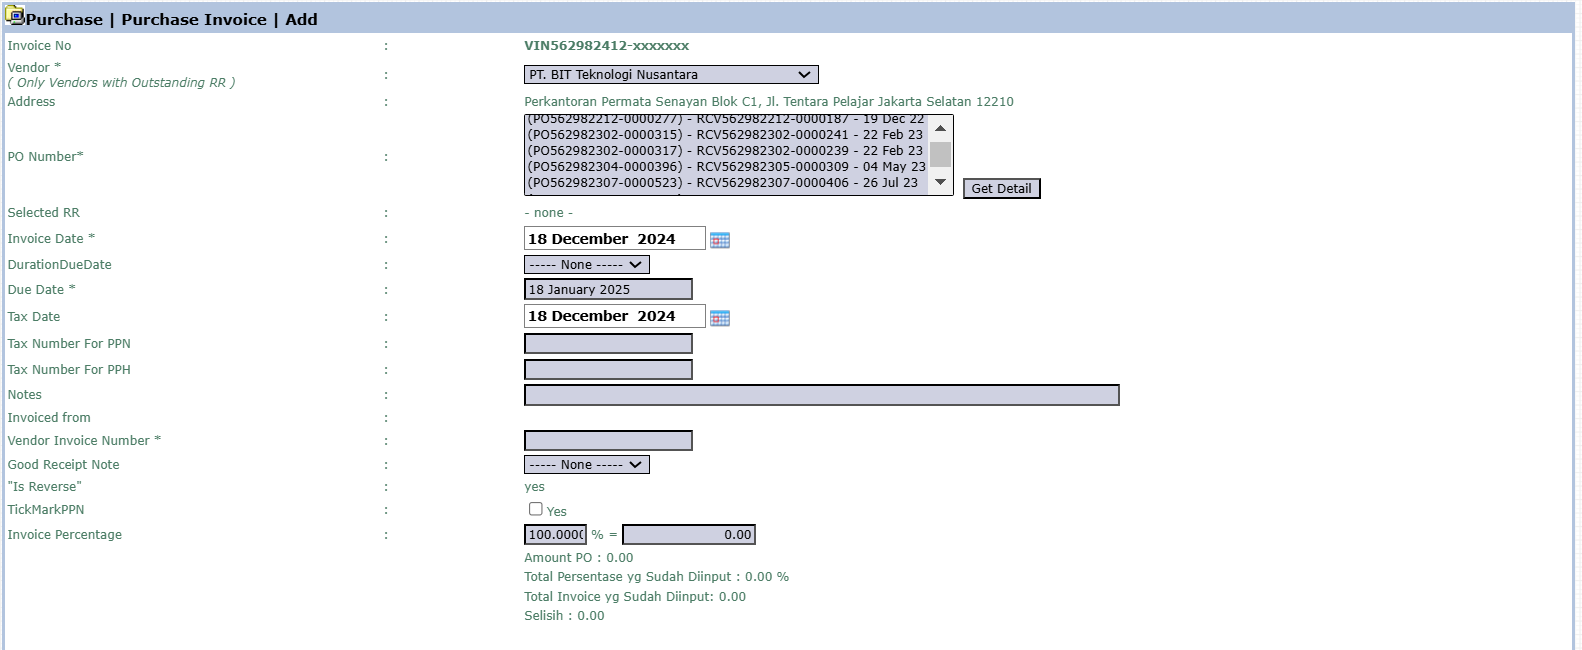 Purchase | Purchase Invoice | Add
Invoice No : VIN562982412-xxxxxxx
Vendor *
( Only Vendors with Outstanding RR ) : PT. BIT Teknologi Nusantara
Address : Perkantoran Permata Senayan Blok C1, Jl. Tentara Pelajar Jakarta Selatan 12210
(PO562982212-0000277) - RCV562982212-0000187 - 19 Dec 22
(PO562982302-0000315) - RCV562982302-0000241 - 22 Feb 23
(PO562982302-0000317) - RCV562982302-0000239 - 22 Feb 23
PO Number* :
(PO562982304-0000396) - RCV562982305-0000309 - 04 May 23
(PO562982307-0000523) - RCV562982307-0000406 - 26 Jul 23
Get Detail
Selected RR : - none -
Invoice Date * : 18 December 2024
DurationDueDate : ----- None -----
Due Date * : 18 January 2025
Tax Date : 18 December 2024
Tax Number For PPN :
Tax Number For PPH :
Notes :
Invoiced from :
Vendor Invoice Number * :
Good Receipt Note : ----- None -----
"Is Reverse" : yes
TickMarkPPN : Yes
Invoice Percentage : 100.000( % = 0.00
Amount PO : 0.00
Total Persentase yg Sudah Diinput : 0.00 %
Total Invoice yg Sudah Diinput: 0.00
Selisih : 0.00